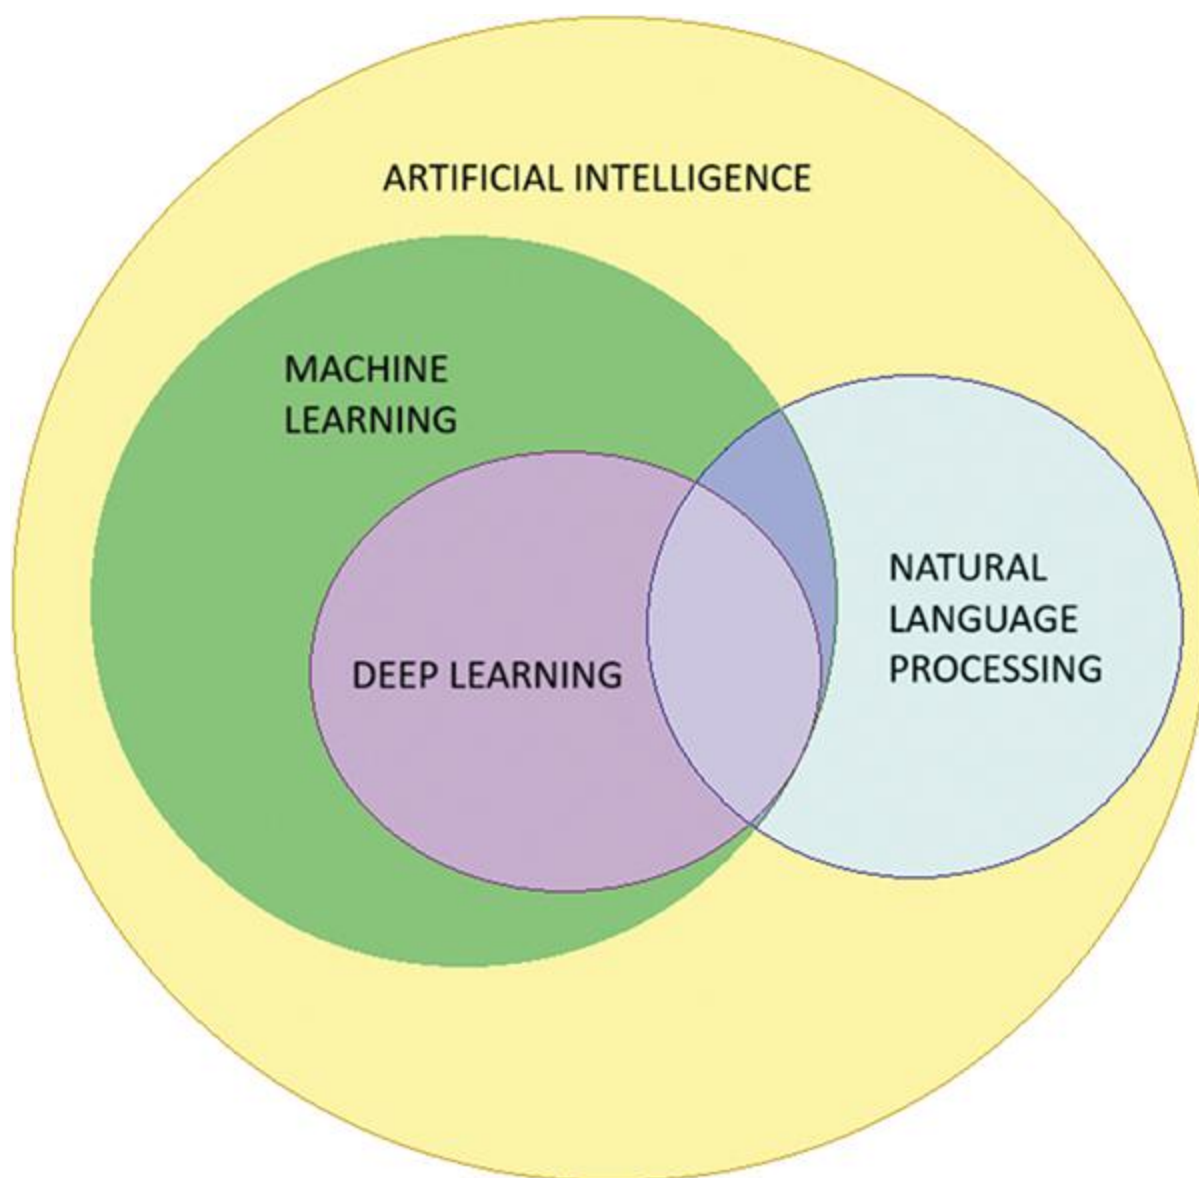 ARTIFICIAL INTELLIGENCE
MACHINE
LEARNING
DEEP LEARNING
NATURAL
LANGUAGE
PROCESSING